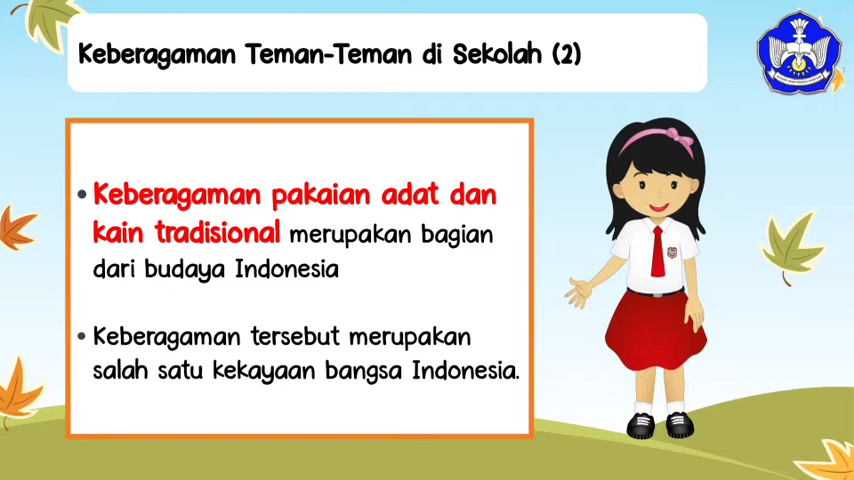 Keberagaman Teman-Teman di Sekolah (2)
• Keberagaman pakaian adat dan
kain tradisional merupakan bagian
dari budaya Indonesia
• Keberagaman tersebut merupakan
salah satu kekayaan bangsa Indonesia.